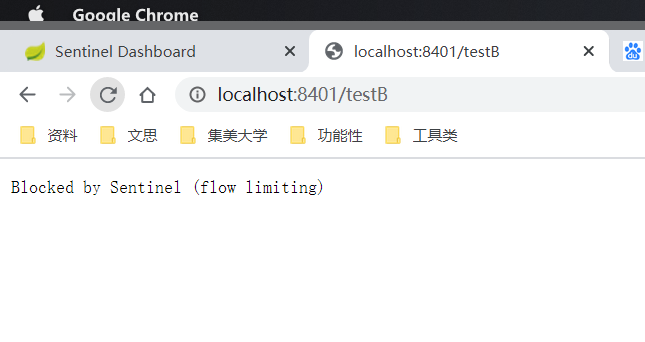 Google Chrome
Sentinel Dashboard
localhost:8401/testB
localhost:8401/testB
资料 文思 集美大学 功能性 工具类
Blocked by Sentinel (flow limiting)